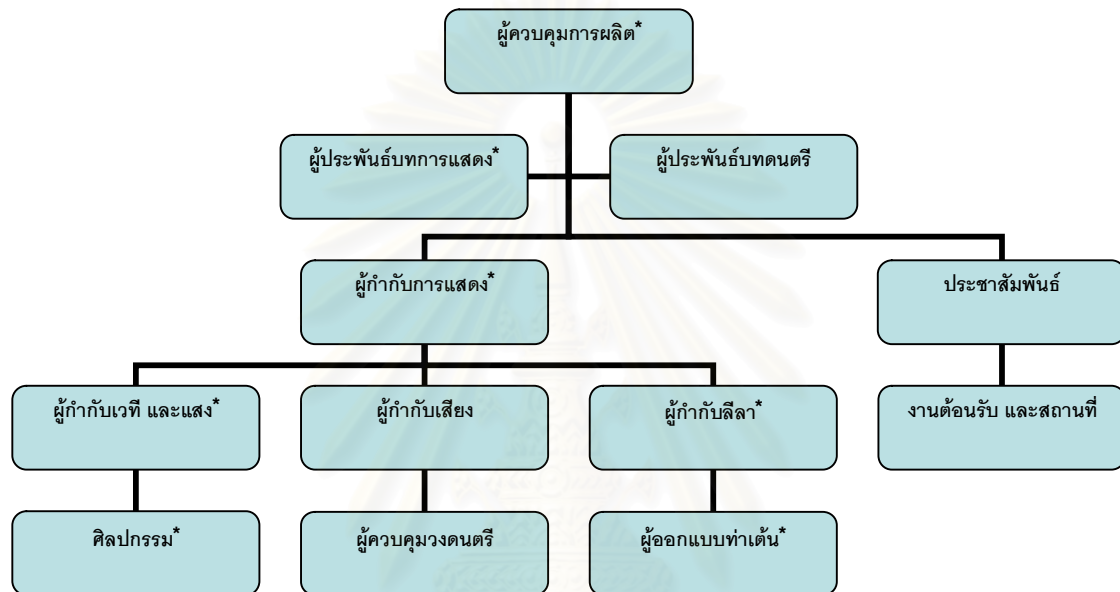 ผู้ควบคุมการผลิต*
ผู้ประพันธ์บทการแสดง*
ผู้ประพันธ์บทดนตรี
ผู้กำกับการแสดง*
ประชาสัมพันธ์
ผู้กำกับเวที และแสง*
ผู้กำกับเสียง
ผู้กำกับลีลา*
งานต้อนรับ และสถานที่
ศิลปกรรม*
ผู้ควบคุมวงดนตรี
ผู้ออกแบบท่าเต้น*